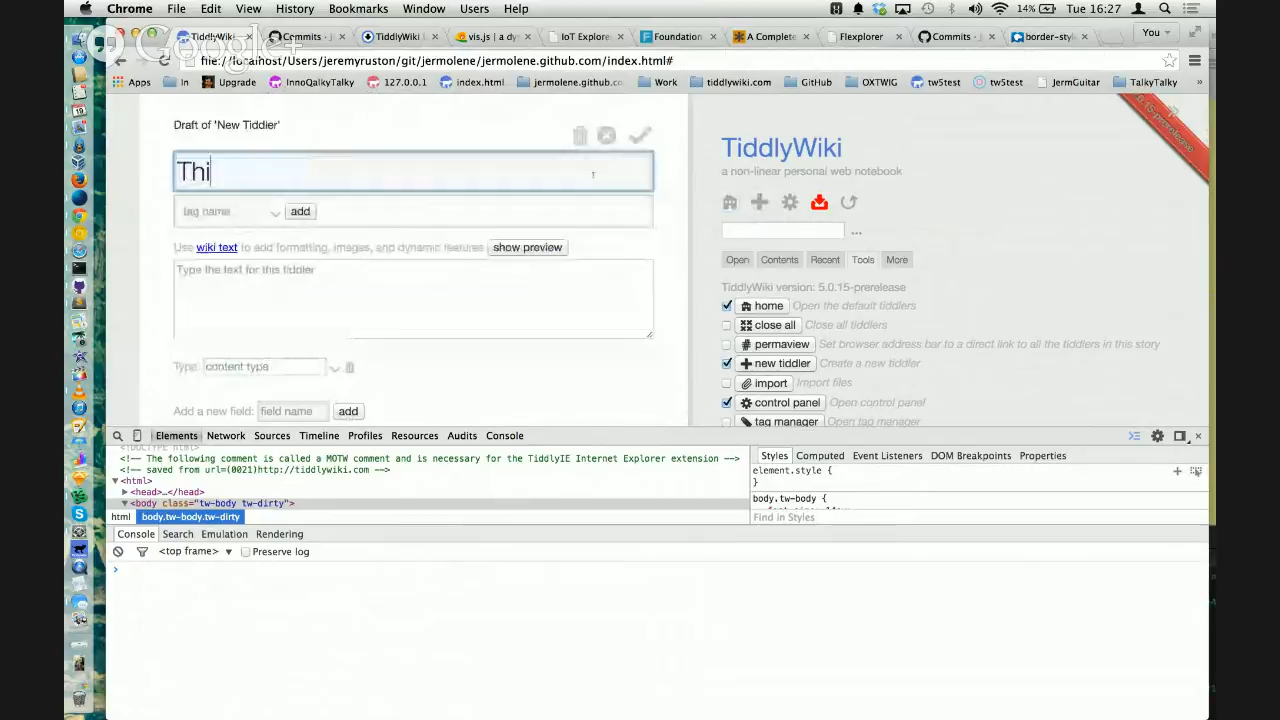 Chrome File Edit View History Bookmarks Window Users Help 14% Tue 16:27
Google+
TiddlyWiki Commits · j TiddlyWiki vis.js | a dy IoT Explore Foundation A Complete Flexplorer Commits · j border-styl You
file://localhost/Users/jeremyruston/git/jermolene/jermolene.github.com/index.html#
Apps In Upgrade InnoQalkyTalky 127.0.0.1 index.html jermolene.github.co Work tiddlywiki.com OXTWIG tw5test tw5test JermGuitar TalkyTalky »
Draft of 'New Tiddler'
Thi
tag name add
Use wiki text to add formatting, images, and dynamic features show preview
Type the text for this tiddler
Type: content type
Add a new field: field name add
TiddlyWiki
a non-linear personal web notebook
...
Open Contents Recent Tools More
TiddlyWiki version: 5.0.15-prerelease
home Open the default tiddlers
close all Close all tiddlers
# permaview Set browser address bar to a direct link to all the tiddlers in this story
new tiddler Create a new tiddler
import Import files
control panel Open control panel
tag manager Open tag manager
Elements Network Sources Timeline Profiles Resources Audits Console
<!DOCTYPE html>
<!-- The following comment is called a MOTW comment and is necessary for the TiddlyIE Internet Explorer extension -->
<!-- saved from url=(0021)http://tiddlywiki.com -->
<html>
<head>…</head>
<body class="tw-body tw-dirty">
html body.tw-body.tw-dirty
Styles Computed Event Listeners DOM Breakpoints Properties
element.style {
}
body.tw-body {
Find in Styles
Console Search Emulation Rendering
<top frame> Preserve log
>